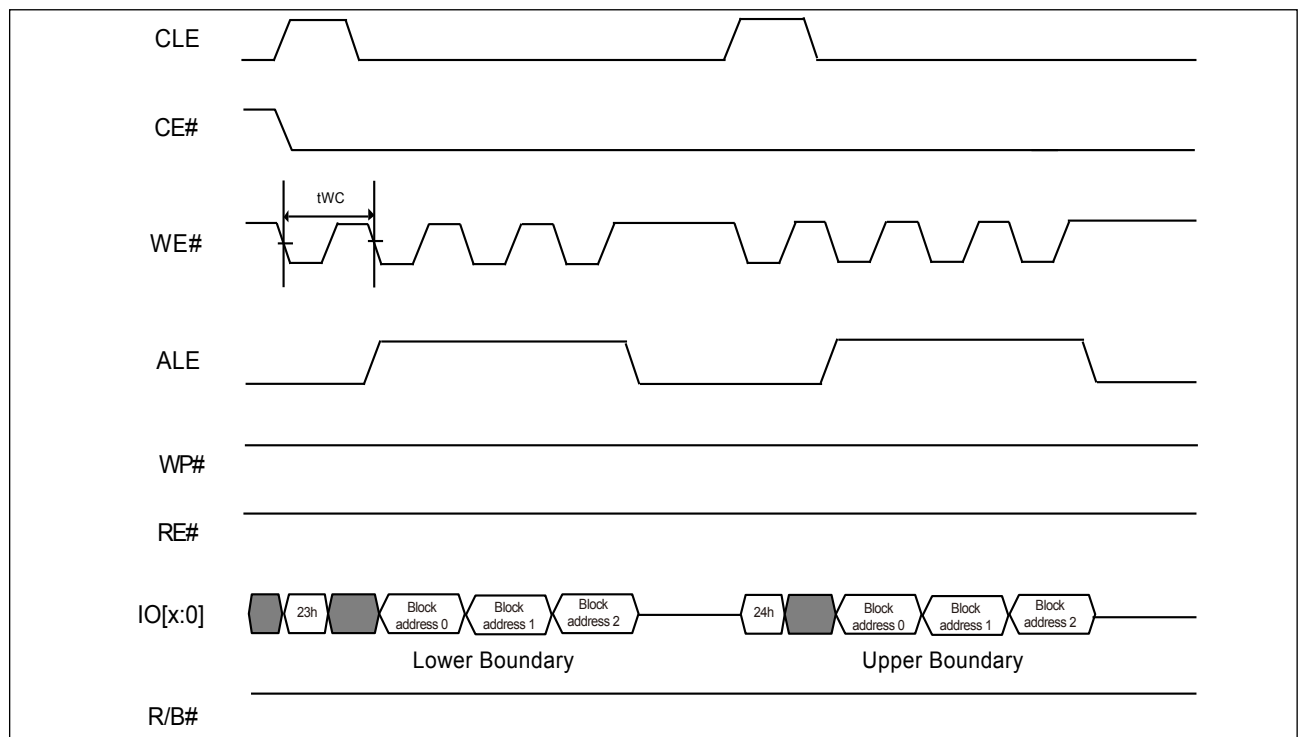 CLE
CE#
tWC
WE#
ALE
WP#
RE#
IO[x:0]
23h
Block
address 0
Block
address 1
Block
address 2
24h
Block
address 0
Block
address 1
Block
address 2
Lower Boundary
Upper Boundary
R/B#